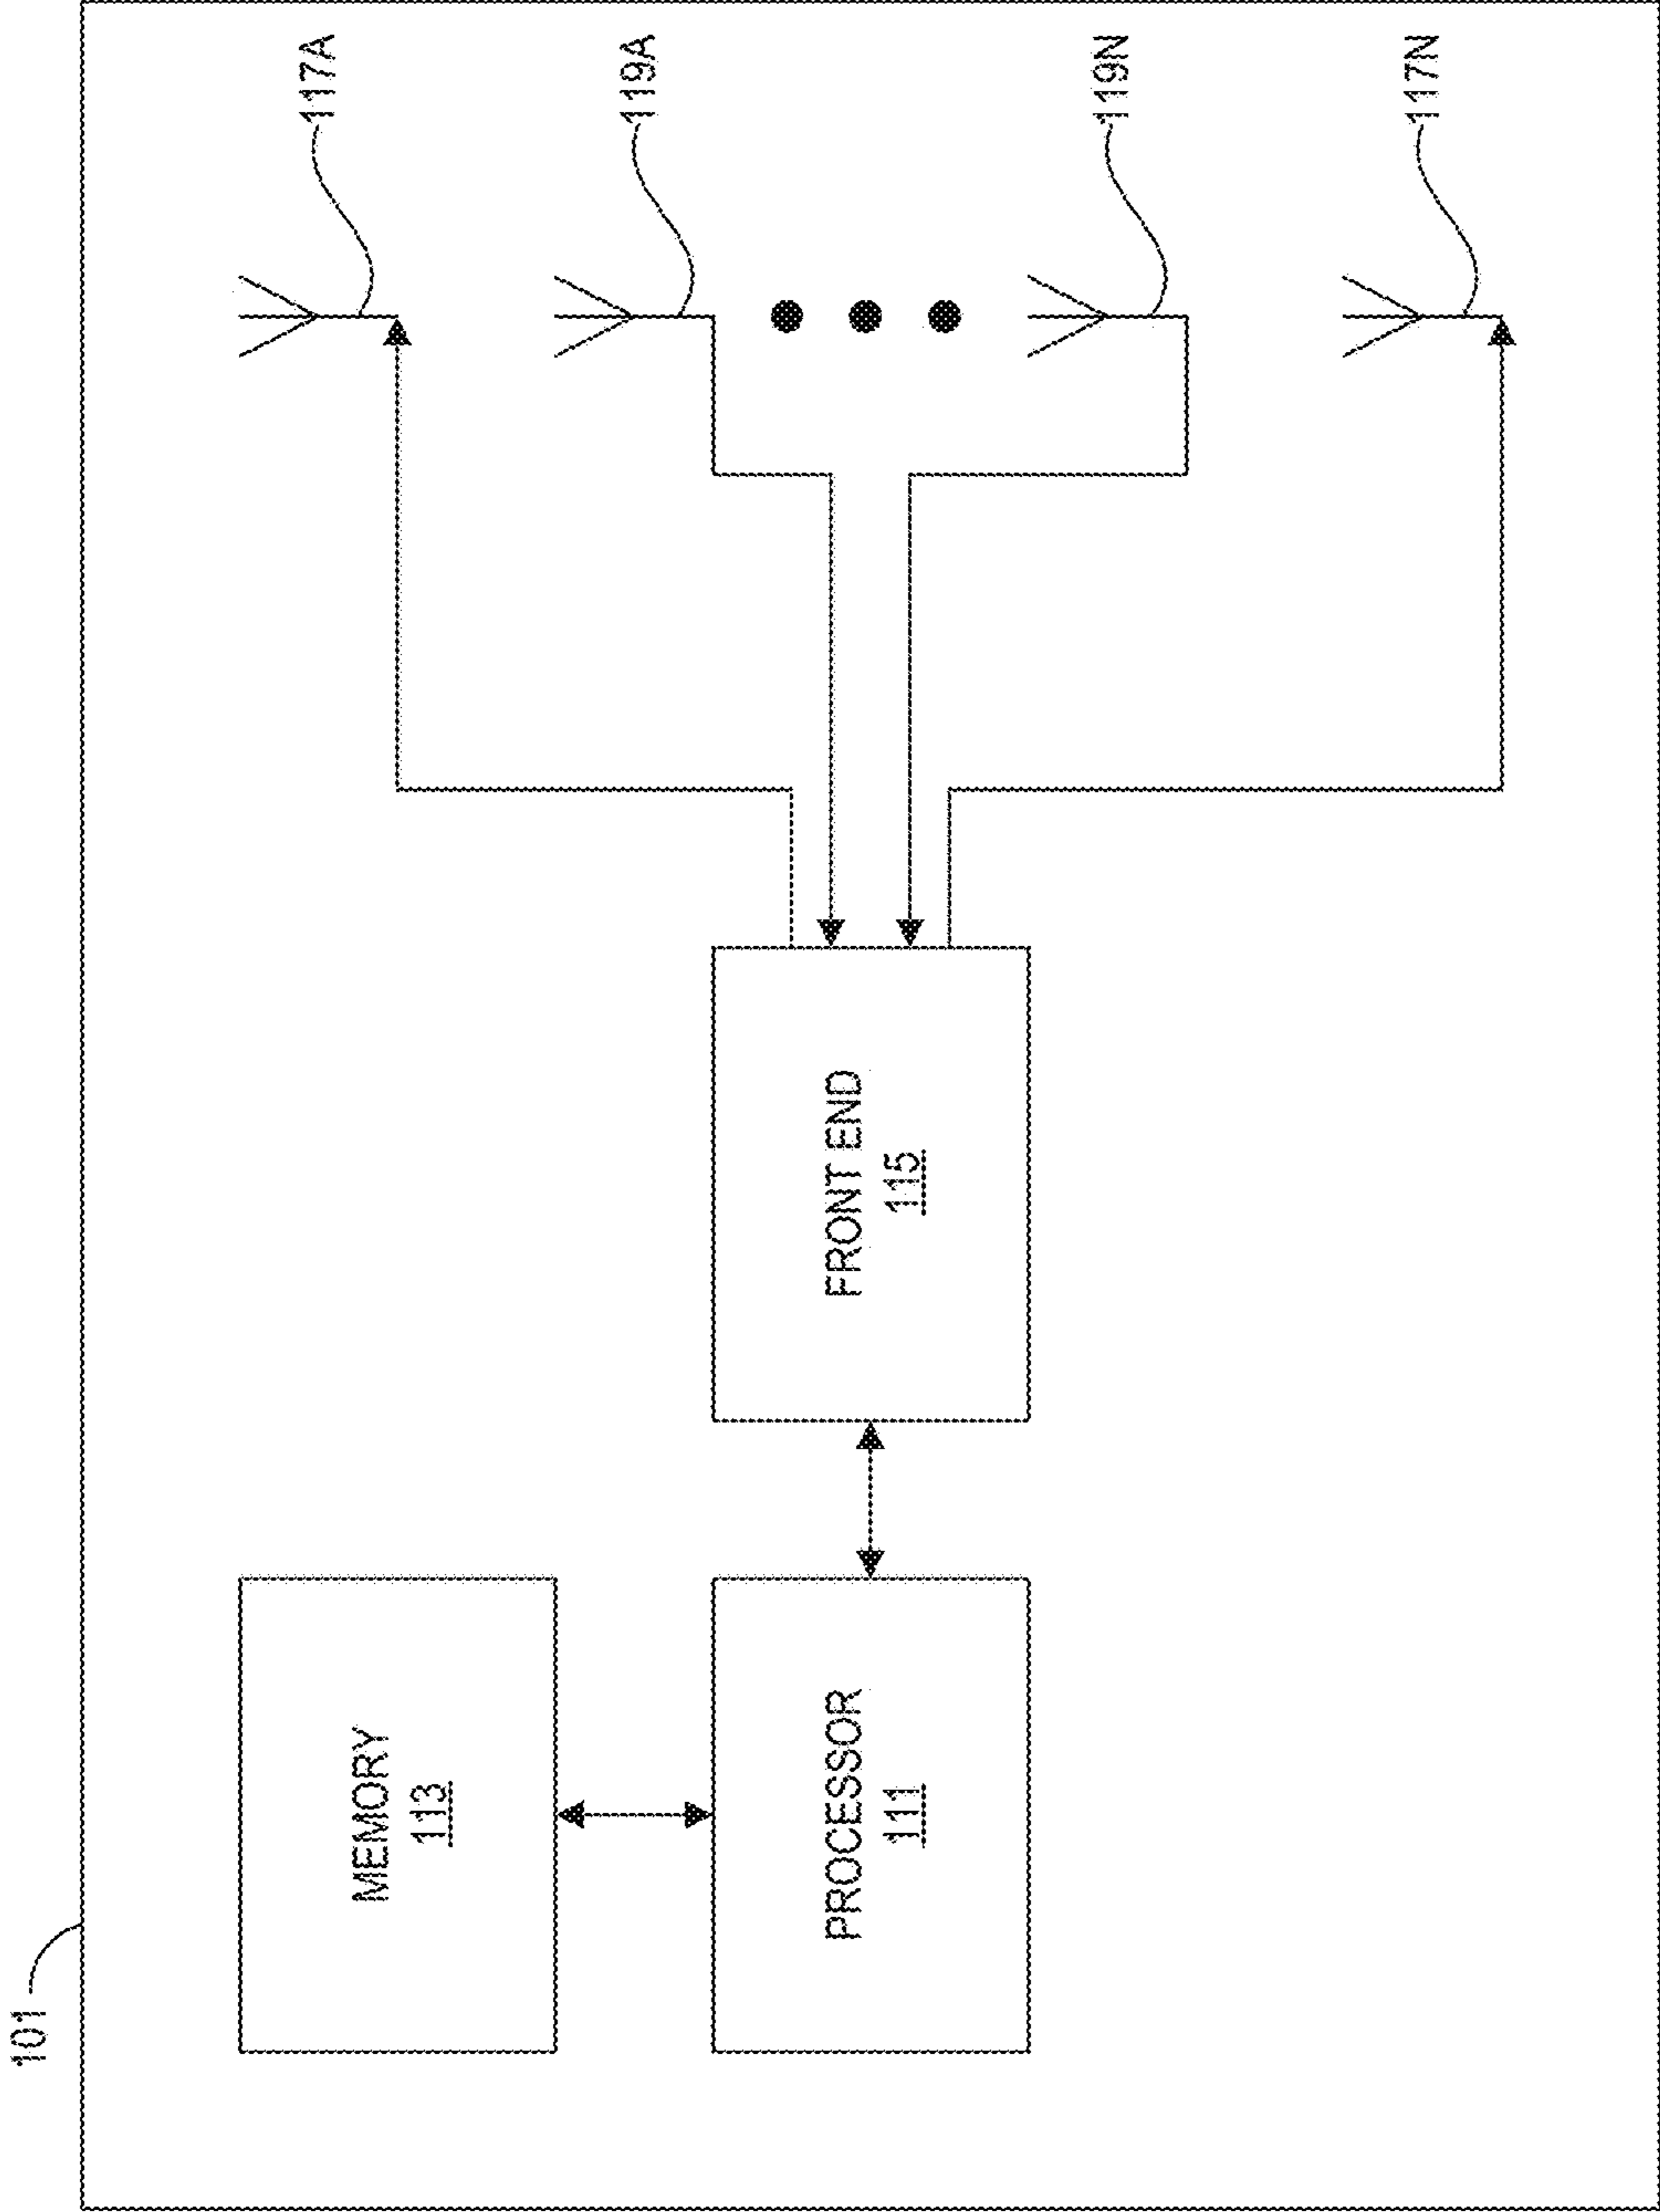 101
MEMORY
113
PROCESSOR
111
FRONT END
115
117A
119A
119N
117N